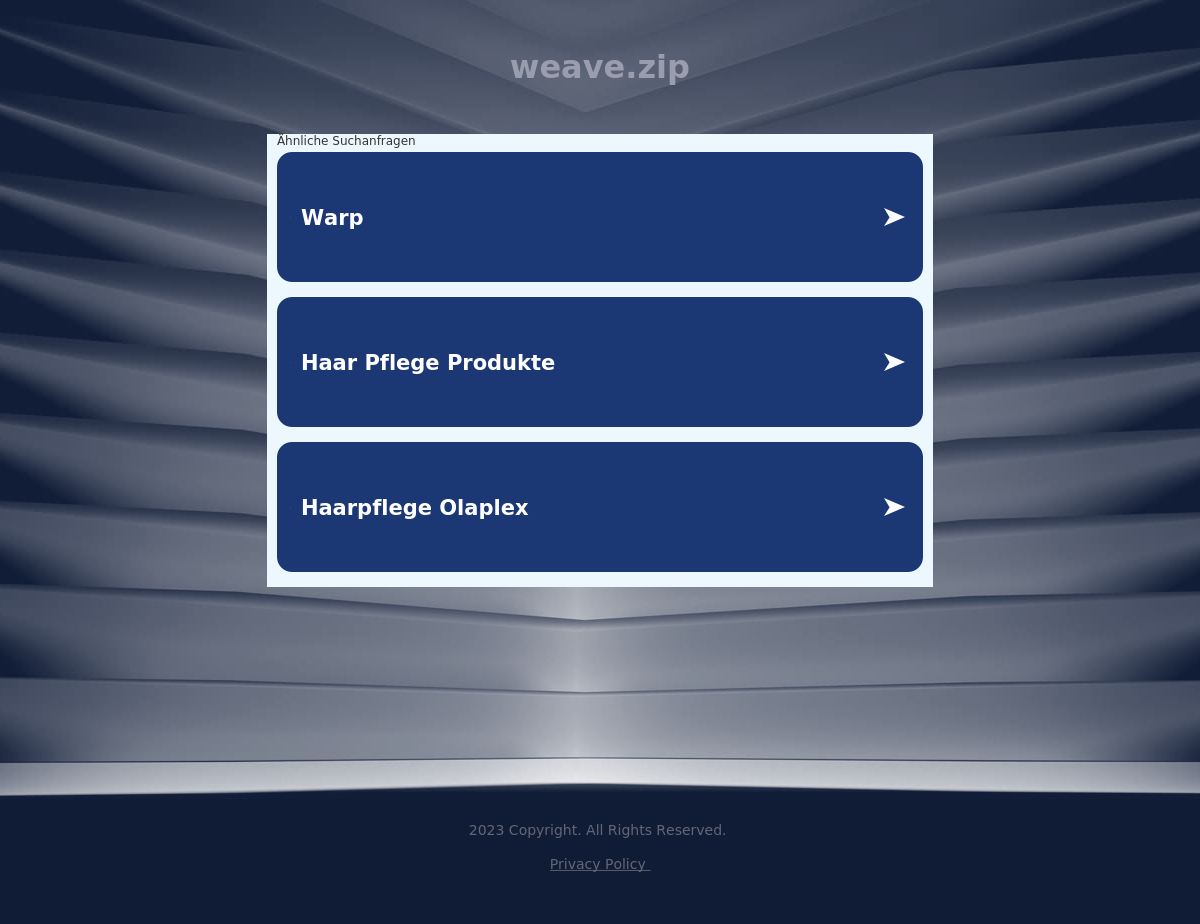 weave.zip
Ähnliche Suchanfragen
Warp
Haar Pflege Produkte
Haarpflege Olaplex
2023 Copyright. All Rights Reserved.
Privacy Policy